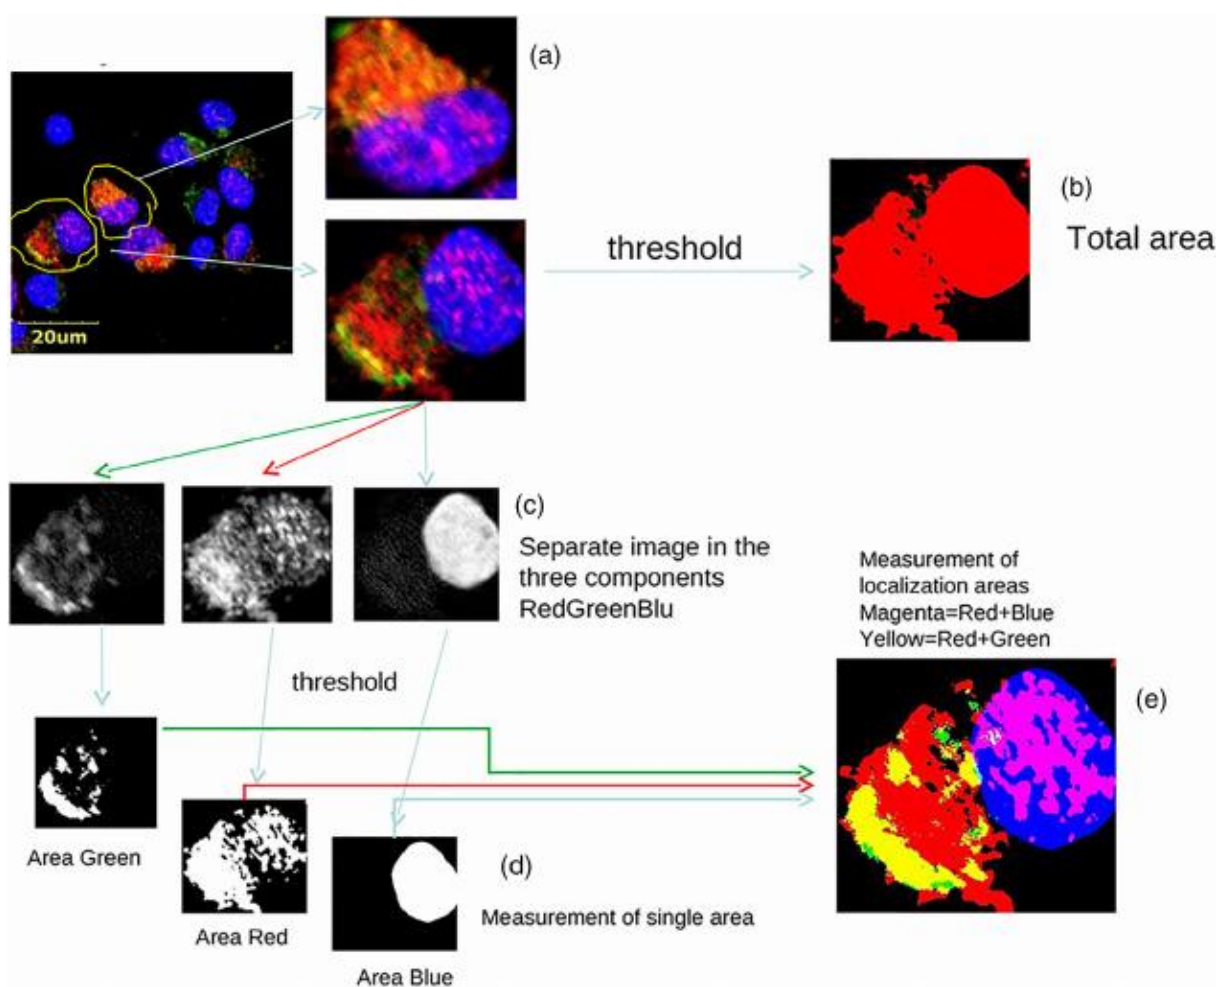 (a)
(b)
Total area
threshold
20um
(c)
Separate image in the
three components
RedGreenBlu
Measurement of
localization areas
Magenta=Red+Blue
Yellow=Red+Green
threshold
(e)
Area Green
(d)
Measurement of single area
Area Red
Area Blue